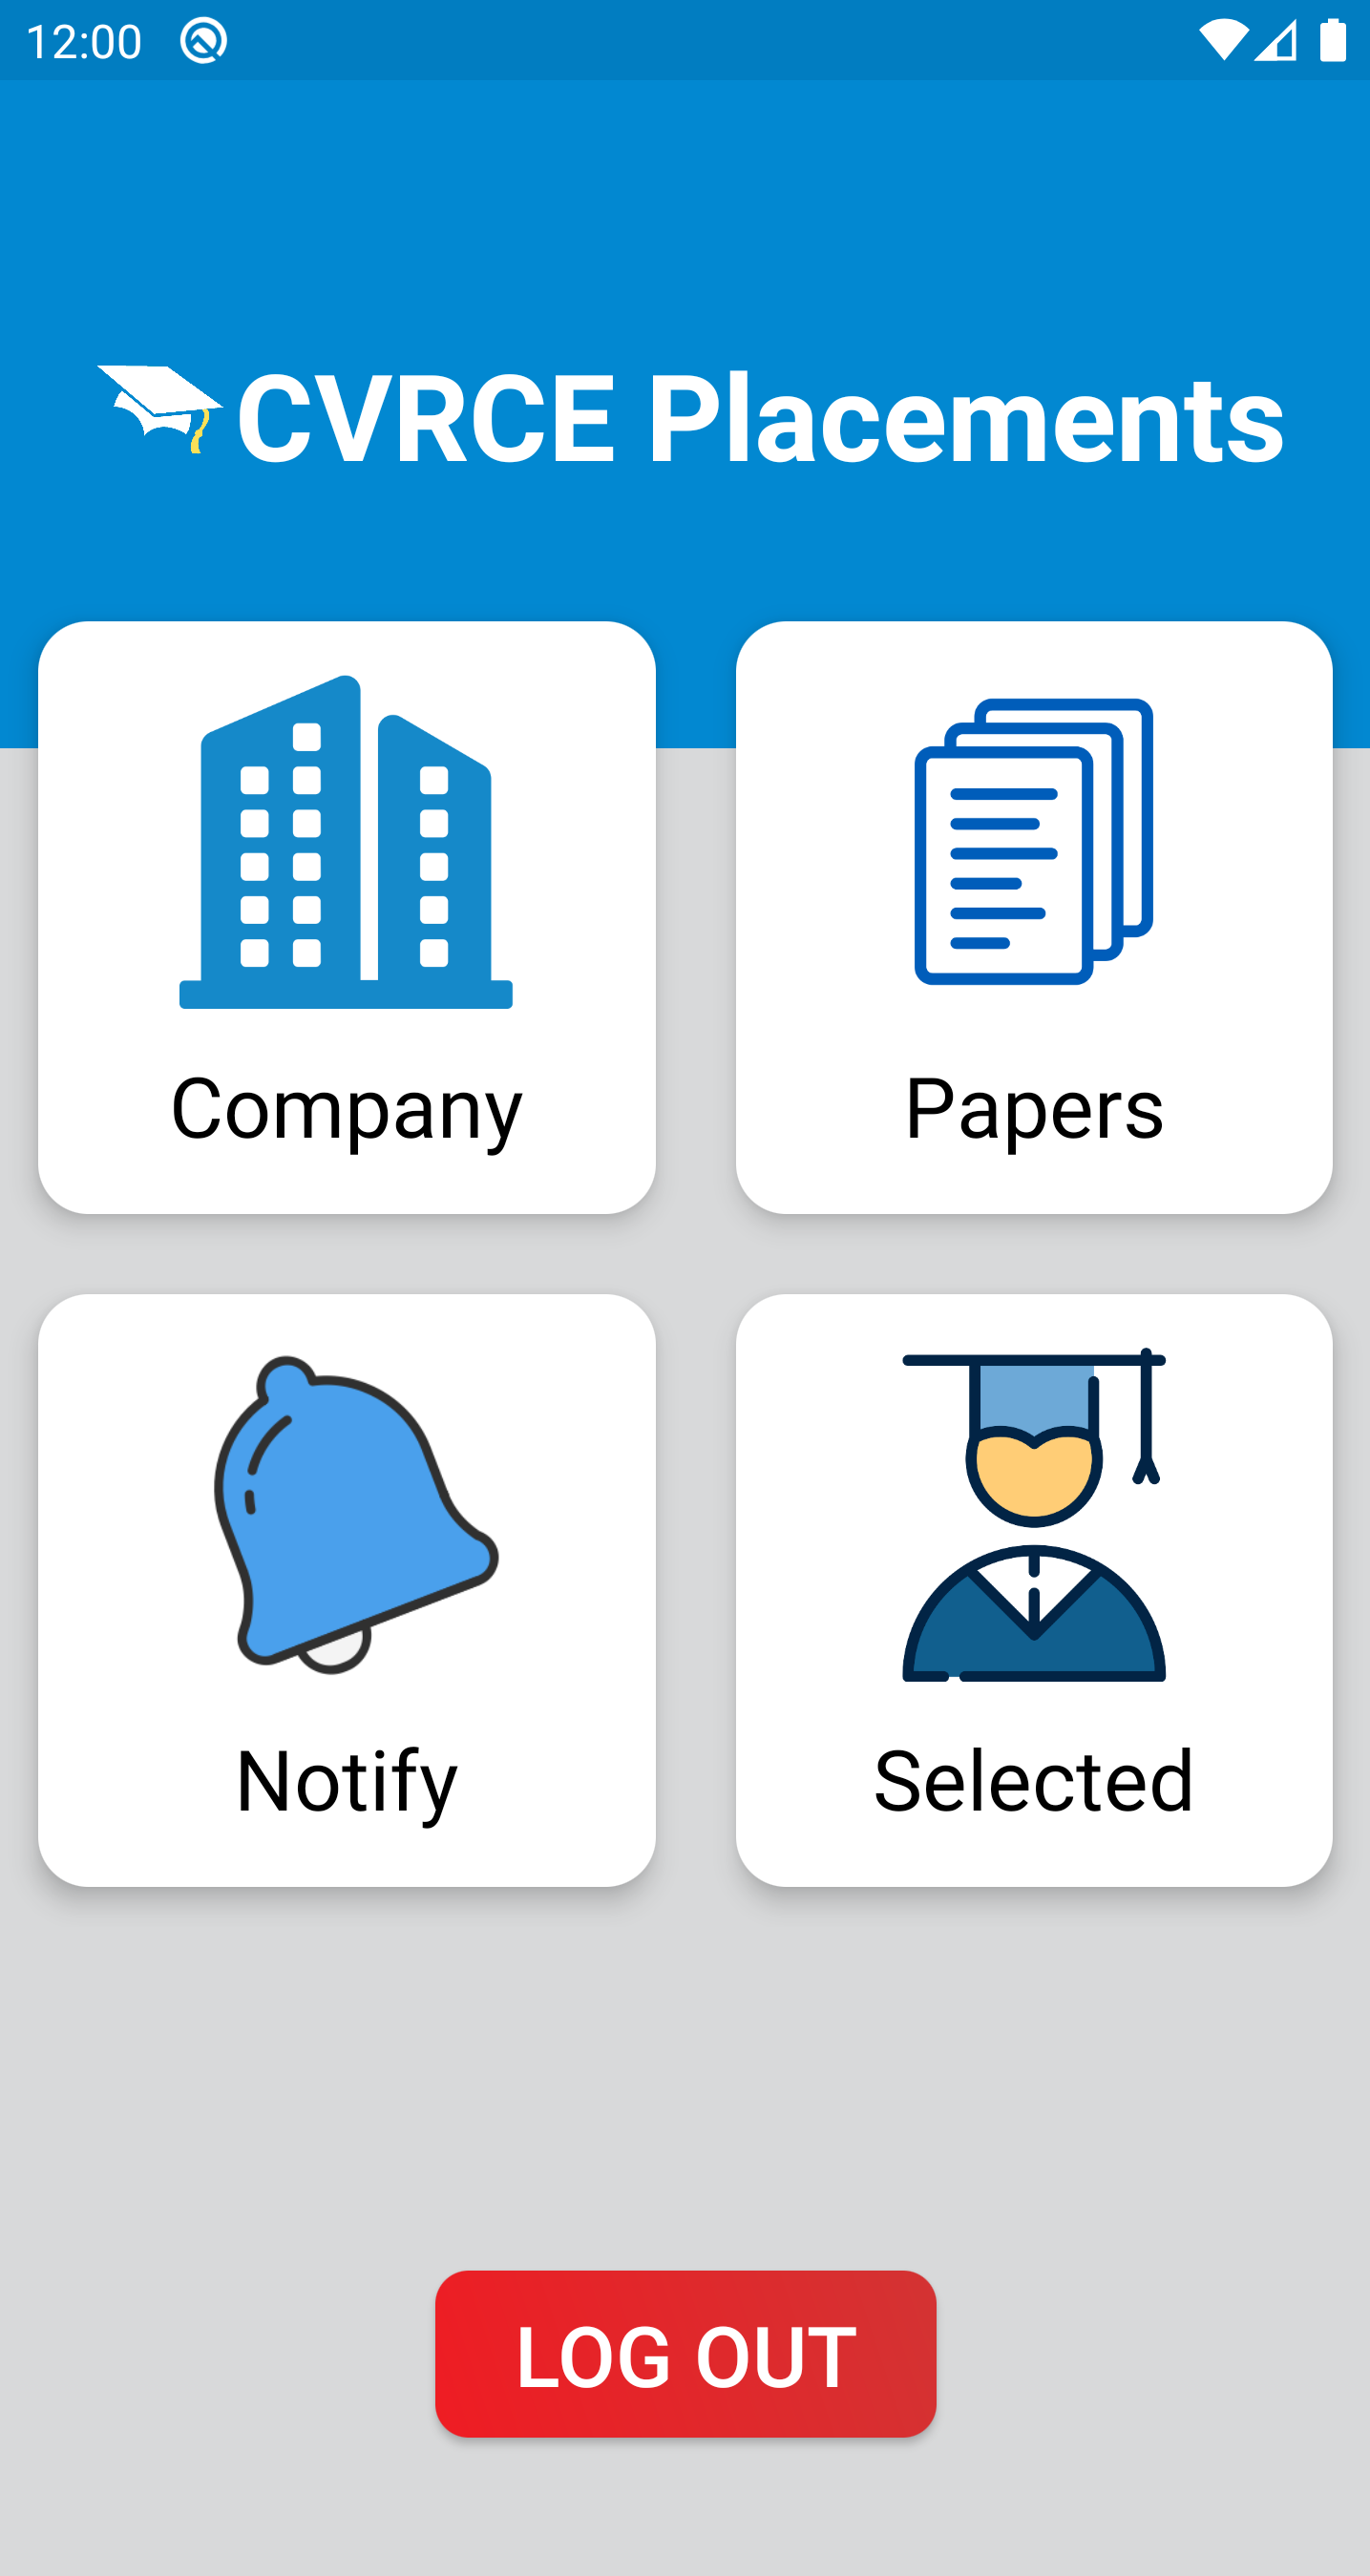 12:00
CVRCE Placements
Company
Papers
Notify
Selected
LOG OUT